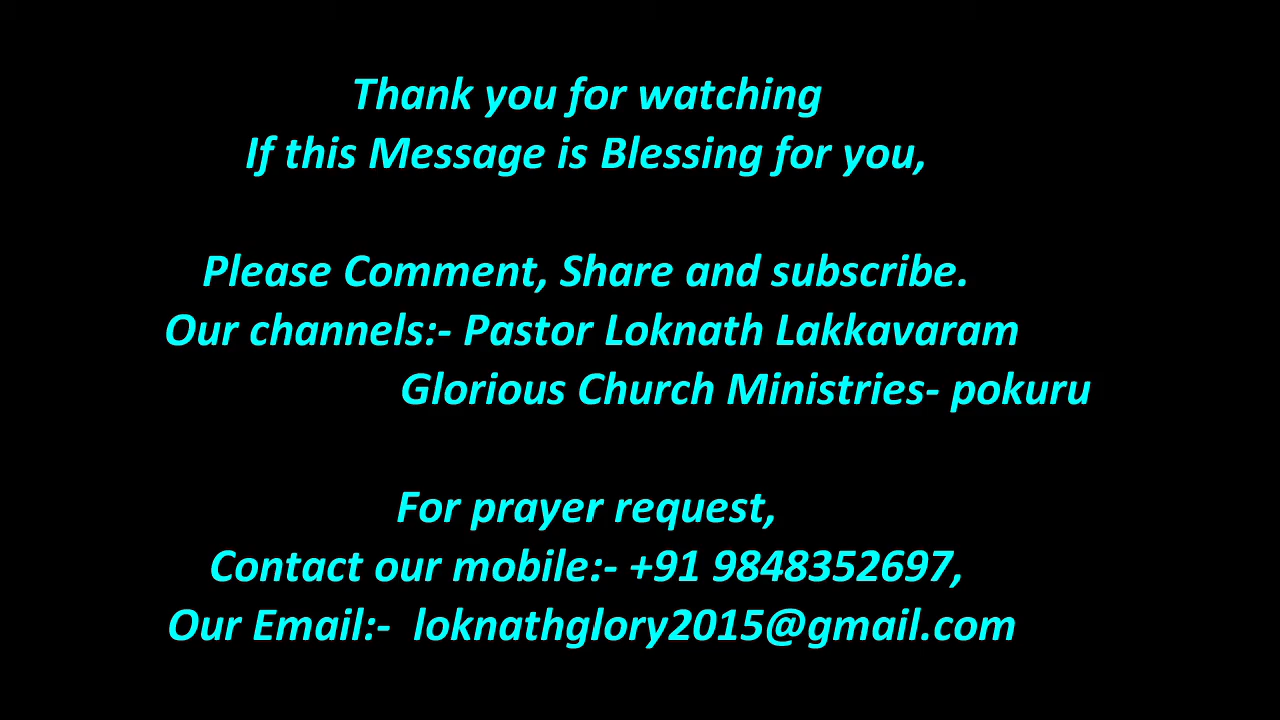 Thank you for watching
If this Message is Blessing for you,
Please Comment, Share and subscribe.
Our channels:- Pastor Loknath Lakkavaram
Glorious Church Ministries- pokuru
For prayer request,
Contact our mobile:- +91 9848352697,
Our Email:- loknathglory2015@gmail.com